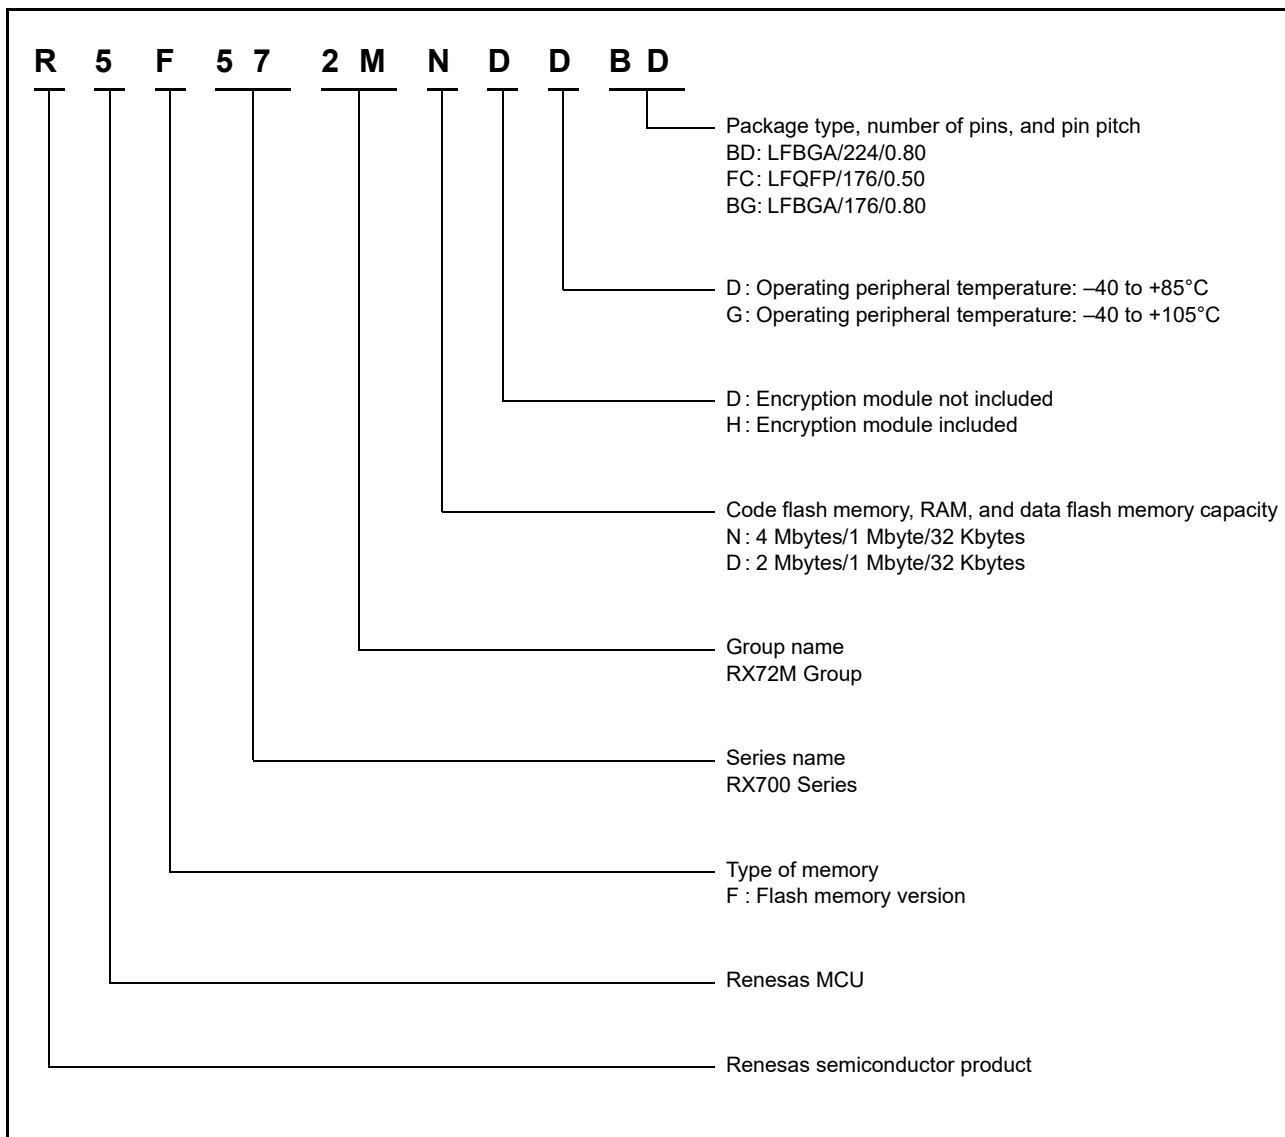 R 5 F 5 7 2 M N D D B D
Package type, number of pins, and pin pitch
BD: LFBGA/224/0.80
FC: LFQFP/176/0.50
BG: LFBGA/176/0.80
D: Operating peripheral temperature: –40 to +85°C
G: Operating peripheral temperature: –40 to +105°C
D: Encryption module not included
H: Encryption module included
Code flash memory, RAM, and data flash memory capacity
N: 4 Mbytes/1 Mbyte/32 Kbytes
D: 2 Mbytes/1 Mbyte/32 Kbytes
Group name
RX72M Group
Series name
RX700 Series
Type of memory
F : Flash memory version
Renesas MCU
Renesas semiconductor product